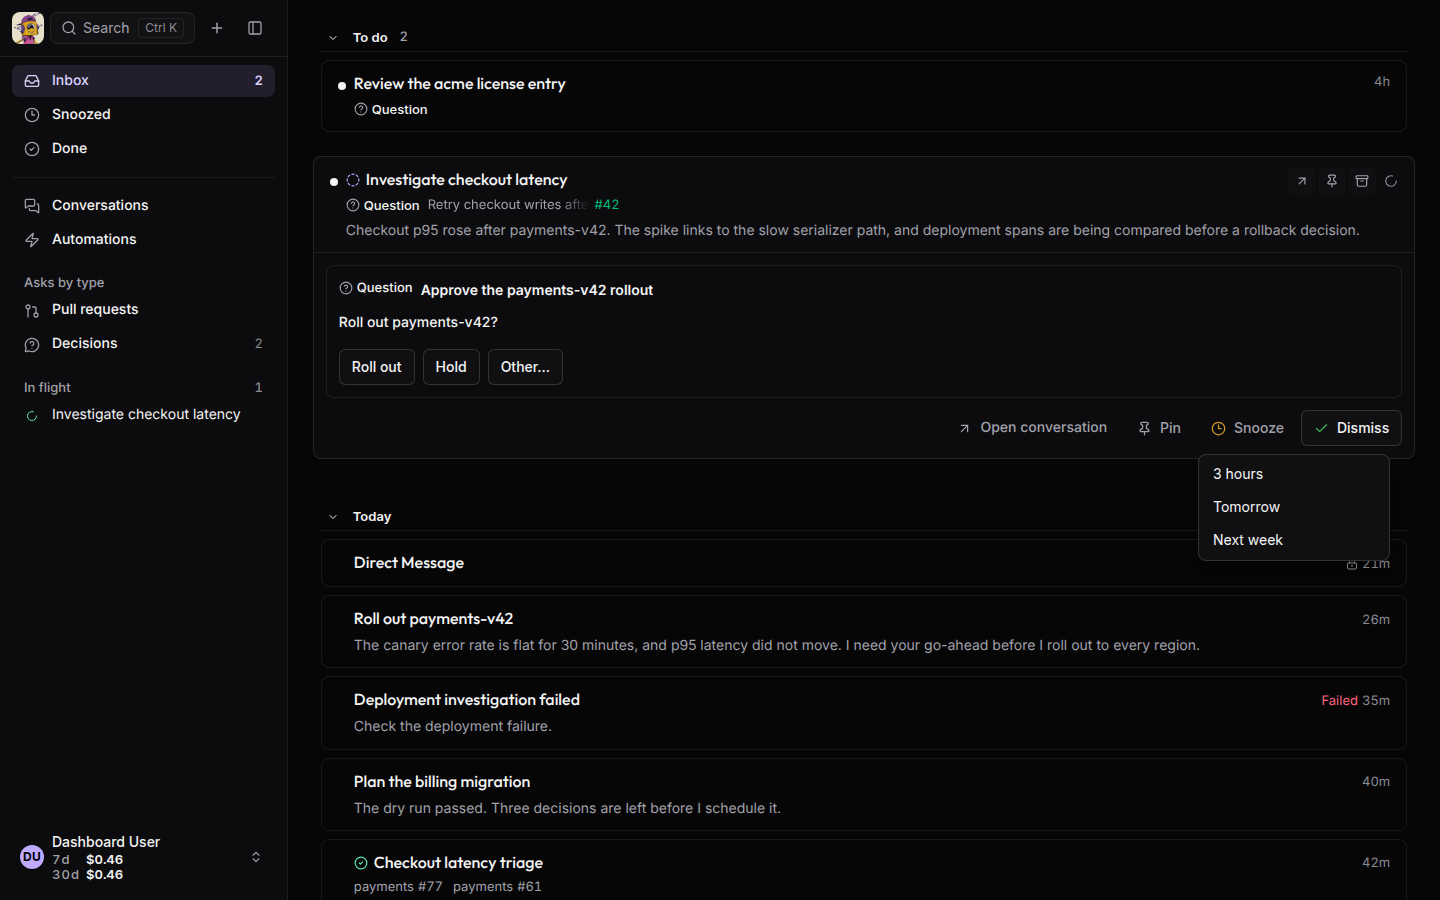 Search Ctrl K
Inbox 2
Snoozed
Done
Conversations
Automations
Asks by type
Pull requests
Decisions 2
In flight 1
Investigate checkout latency
DU Dashboard User
7d $0.46
30d $0.46
To do 2
Review the acme license entry 4h
Question
Investigate checkout latency
Question Retry checkout writes afte #42
Checkout p95 rose after payments-v42. The spike links to the slow serializer path, and deployment spans are being compared before a rollback decision.
Question Approve the payments-v42 rollout
Roll out payments-v42?
Roll out Hold Other...
Open conversation Pin Snooze Dismiss
3 hours
Tomorrow
Next week
Today
Direct Message 21m
Roll out payments-v42 26m
The canary error rate is flat for 30 minutes, and p95 latency did not move. I need your go-ahead before I roll out to every region.
Deployment investigation failed Failed 35m
Check the deployment failure.
Plan the billing migration 40m
The dry run passed. Three decisions are left before I schedule it.
Checkout latency triage 42m
payments #77 payments #61